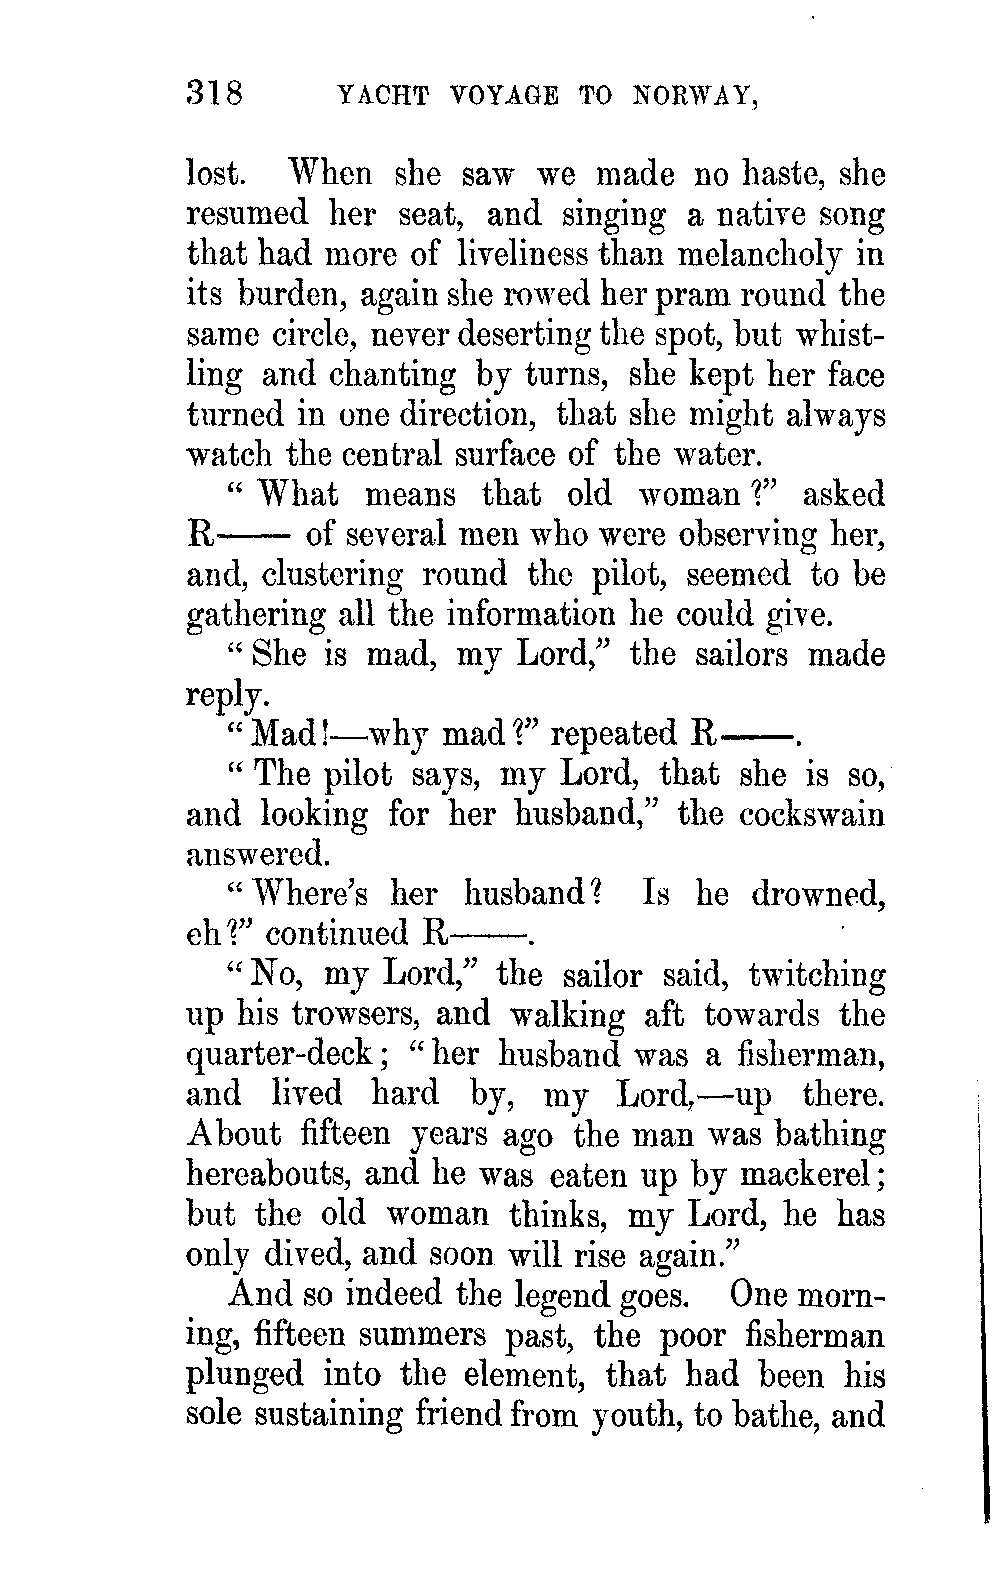 318 YACHT VOYAGE TO NORWAY,
lost. When she saw we made no haste, she
resumed her seat, and singing a native song
that had more of liveliness than melancholy in
its burden, again she rowed her pram round the
same circle, never deserting the spot, but whist-
ling and chanting by turns, she kept her face
turned in one direction, that she might always
watch the central surface of the water.
" What means that old woman ?" asked
R—— of several men who were observing her,
and, clustering round the pilot, seemed to be
gathering all the information he could give.
" She is mad, my Lord," the sailors made
reply.
" Mad!—why mad ?" repeated R——.
" The pilot says, my Lord, that she is so,
and looking for her husband," the cockswain
answered.
" Where's her husband? Is he drowned,
eh ?" continued R——.
" No, my Lord," the sailor said, twitching
up his trowsers, and walking aft towards the
quarter-deck ; " her husband was a fisherman,
and lived hard by, my Lord,—up there.
About fifteen years ago the man was bathing
hereabouts, and he was eaten up by mackerel ;
but the old woman thinks, my Lord, he has
only dived, and soon will rise again."
And so indeed the legend goes. One morn-
ing, fifteen summers past, the poor fisherman
plunged into the element, that had been his
sole sustaining friend from youth, to bathe, and